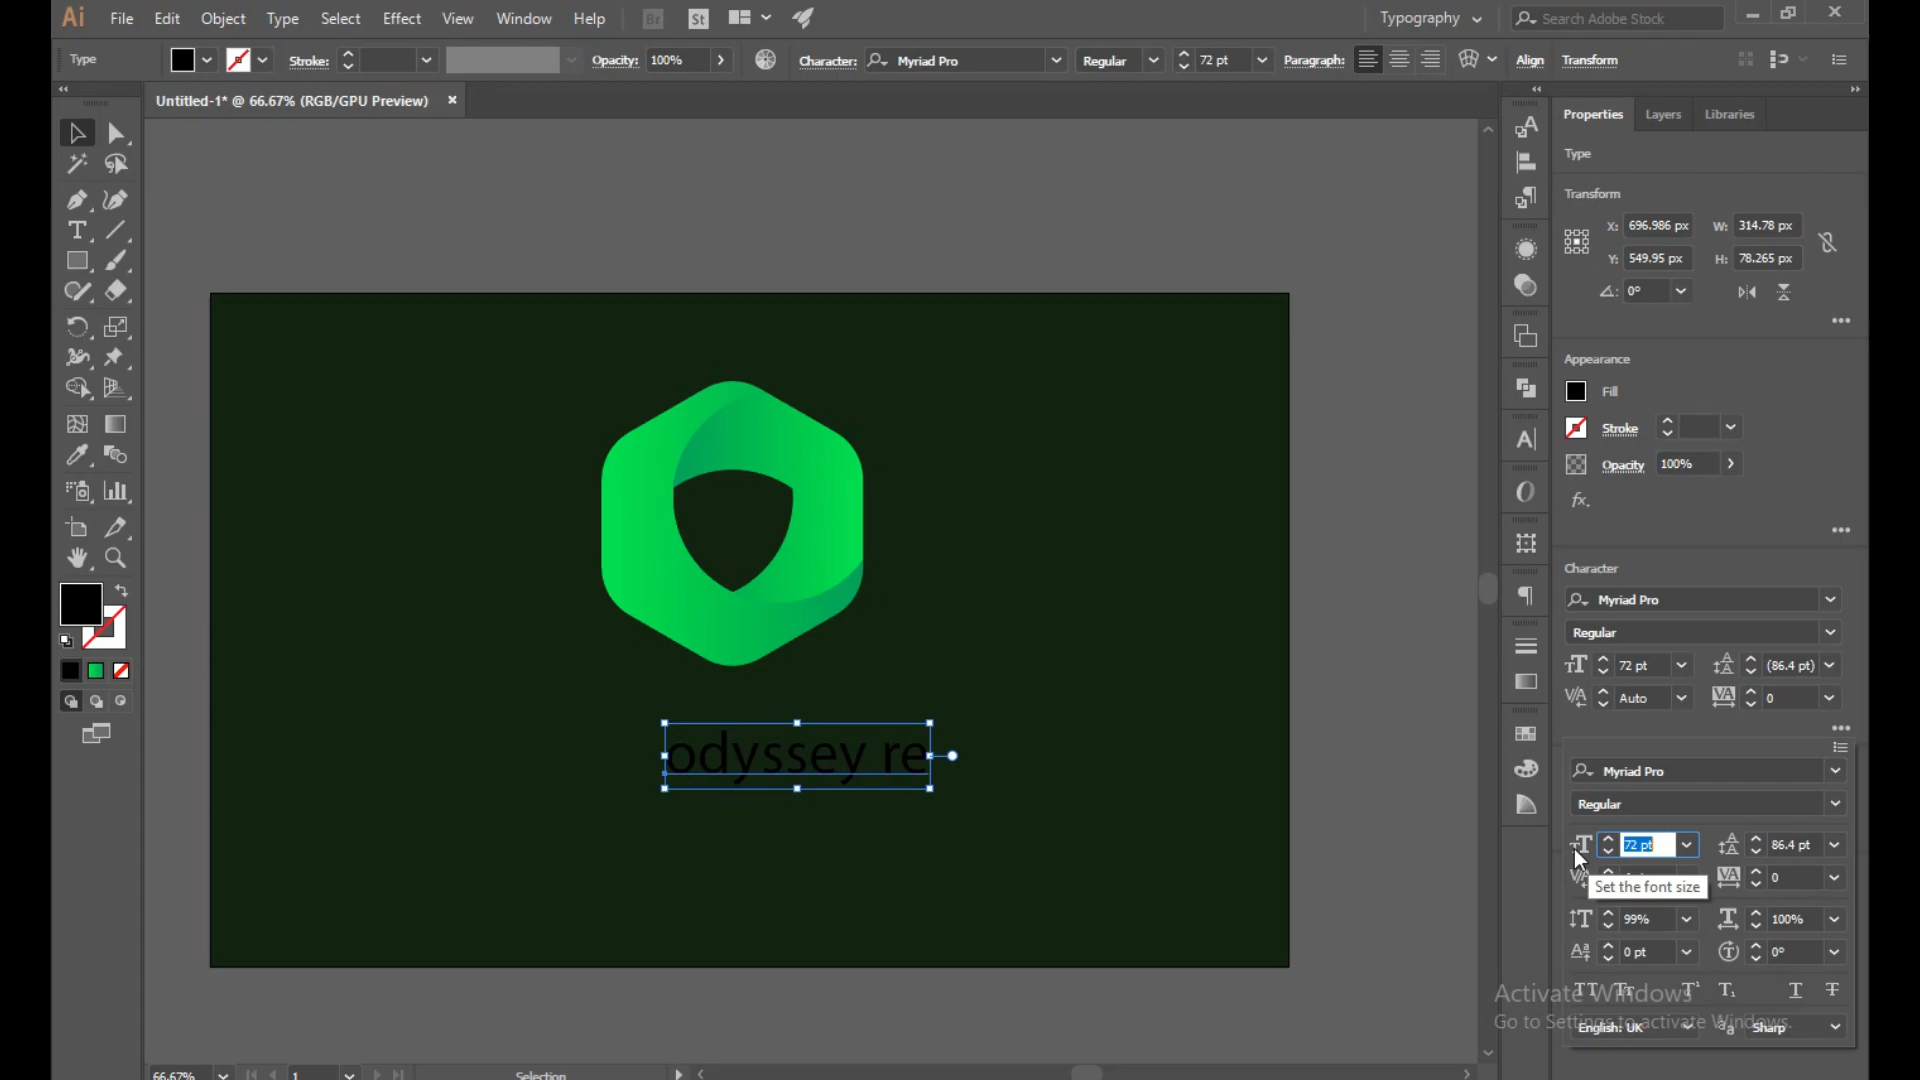 Ai File Edit Object Type Select Effect View Window Help Br St Typography Search Adobe Stock
Type Stroke: Opacity: 100% Character: Myriad Pro Regular 72 pt Paragraph: Align Transform
Untitled-1* @ 66.67% (RGB/GPU Preview)
Properties Layers Libraries
Type
Transform
X: 696.986 px W: 314.78 px
Y: 549.95 px H: 78.265 px
0°
Appearance
Fill
Stroke
Opacity 100%
fx.
Character
Myriad Pro
Regular
72 pt (86.4 pt)
Auto 0
odyssey re
Myriad Pro
Regular
72 pt 86.4 pt
0
Set the font size
99% 100%
0 pt 0°
Activate Windows
Go to Settings to activate Windows.
English: UK Sharp
66.67% 1 Selection